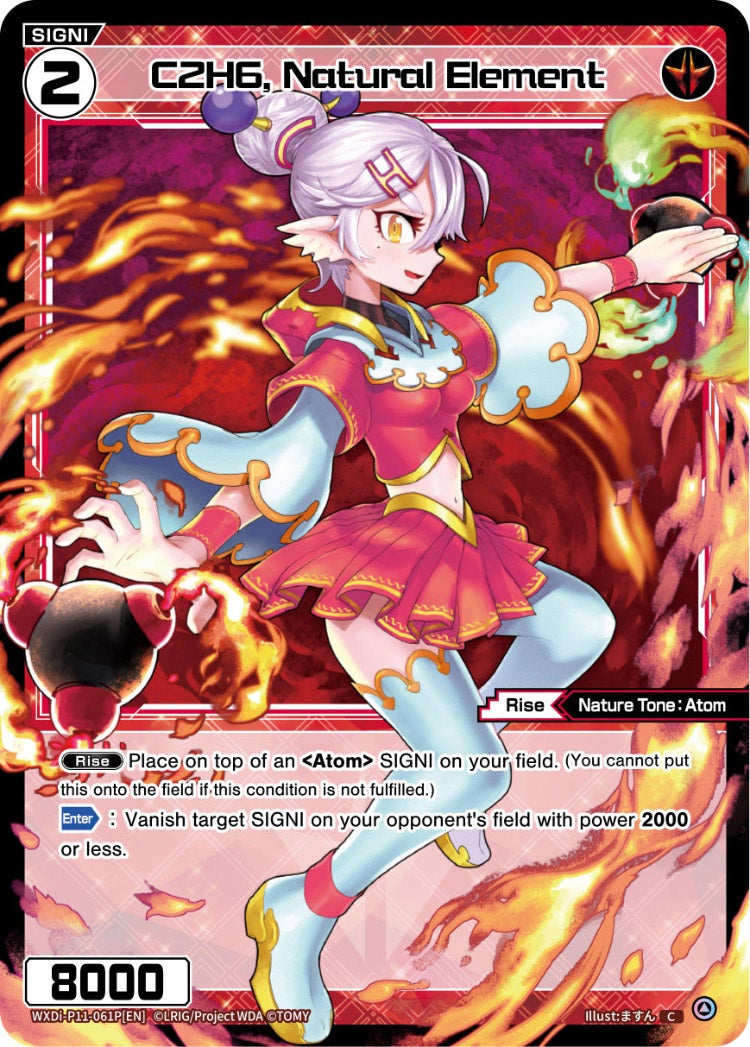 SIGNI
2
C2H6, Natural Element
Rise Nature Tone:Atom
Rise Place on top of an <Atom> SIGNI on your field. (You cannot put
this onto the field if this condition is not fulfilled.)
Enter : Vanish target SIGNI on your opponent's field with power 2000
or less.
8000
WXDi-P11-061P[EN] ©LRIG/Project WDA ©TOMY Illust:ますん C